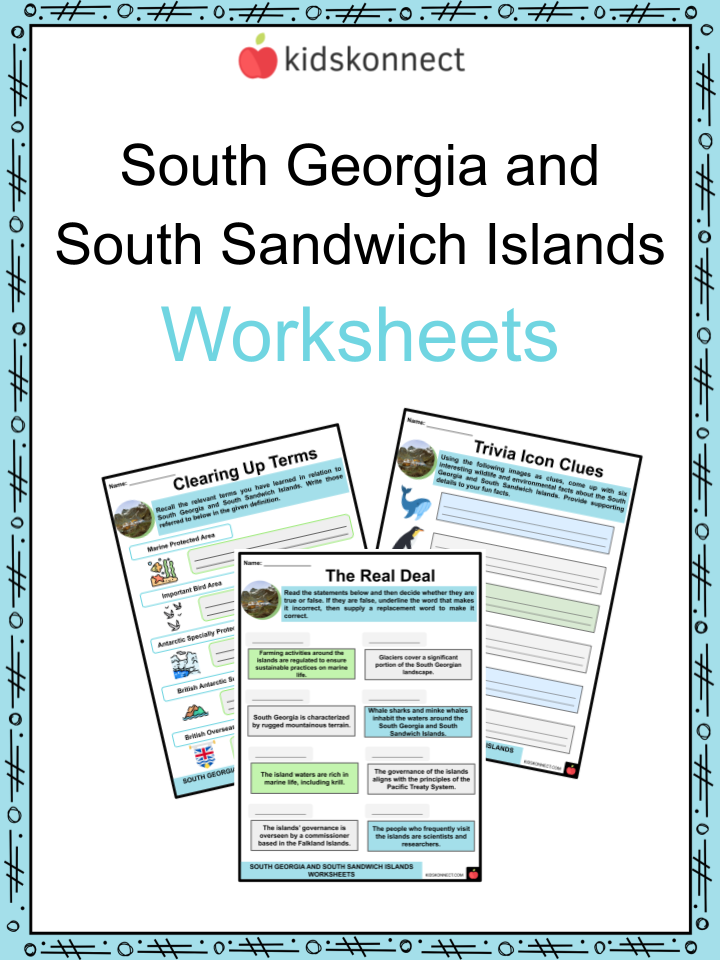 kidskonnect
South Georgia and
South Sandwich Islands
Worksheets
Name:
Clearing Up Terms
Recall the relevant terms you have learned in relation to
South Georgia and South Sandwich Islands. Write those
referred to below in the given definition.
Marine Protected Area
Important Bird Area
Antarctic Specially
British Antarctic
British
SOUTH GEORGIA
Name:
Trivia Icon Clues
Using the following images as clues, come up with six
interesting wildlife and environmental facts about the South
Georgia and South Sandwich Islands. Provide supporting
details to your fun facts.
ISLANDS
KIDSKONNECT.COM
Name:
The Real Deal
Read the statements below and then decide whether they are
true or false. If they are false, underline the word that makes
it incorrect, then supply a replacement word to make it
correct.
Farming activities around the
islands are regulated to ensure
sustainable practices on marine
life.
Glaciers cover a significant
portion of the South Georgian
landscape.
South Georgia is characterized
by rugged mountainous terrain.
Whale sharks and minke whales
inhabit the waters around the
South Georgia and South
Sandwich Islands.
The island waters are rich in
marine life, including krill.
The governance of the islands
aligns with the principles of the
Pacific Treaty System.
The islands' governance is
overseen by a commissioner
based in the Falkland Islands.
The people who frequently visit
the islands are scientists and
researchers.
SOUTH GEORGIA AND SOUTH SANDWICH ISLANDS
WORKSHEETS
KIDSKONNECT.COM